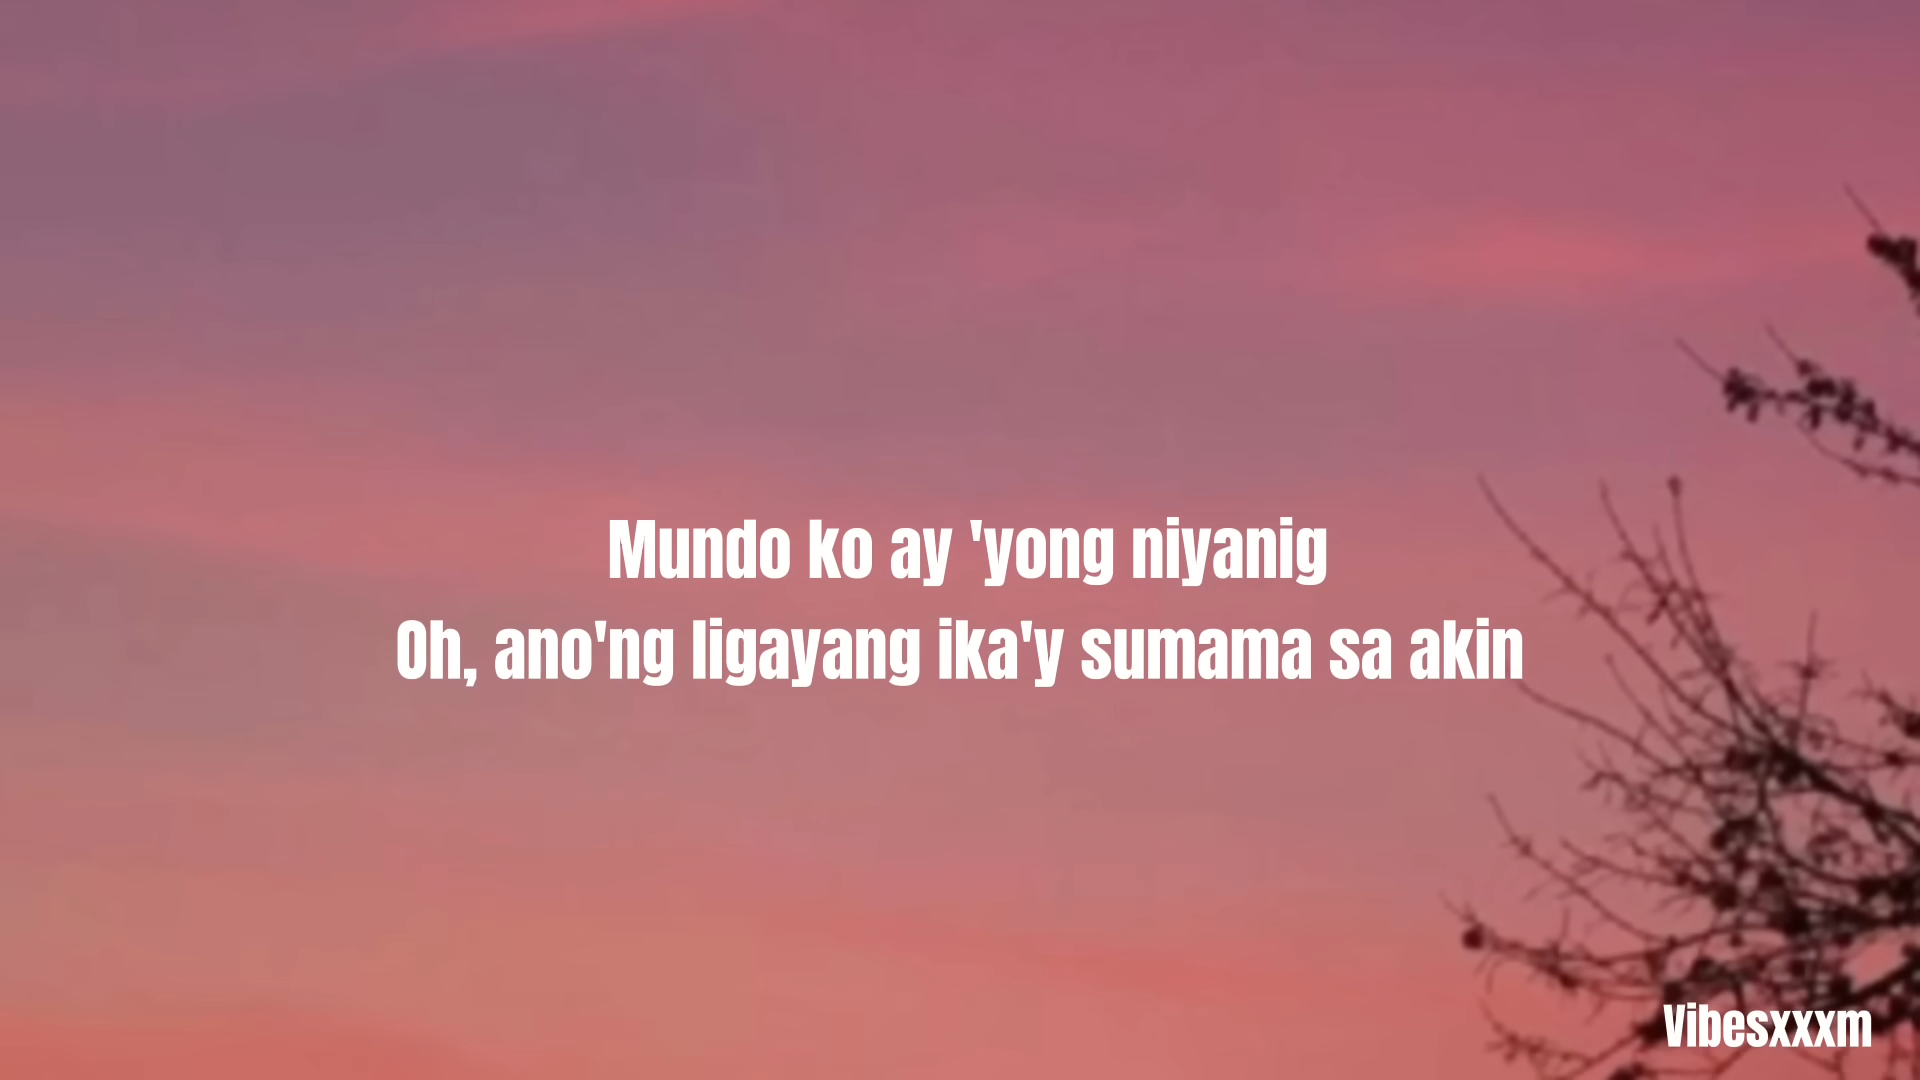 Mundo ko ay 'yong niyanig
Oh, ano'ng ligayang ika'y sumama sa akin
Vibesxxxm